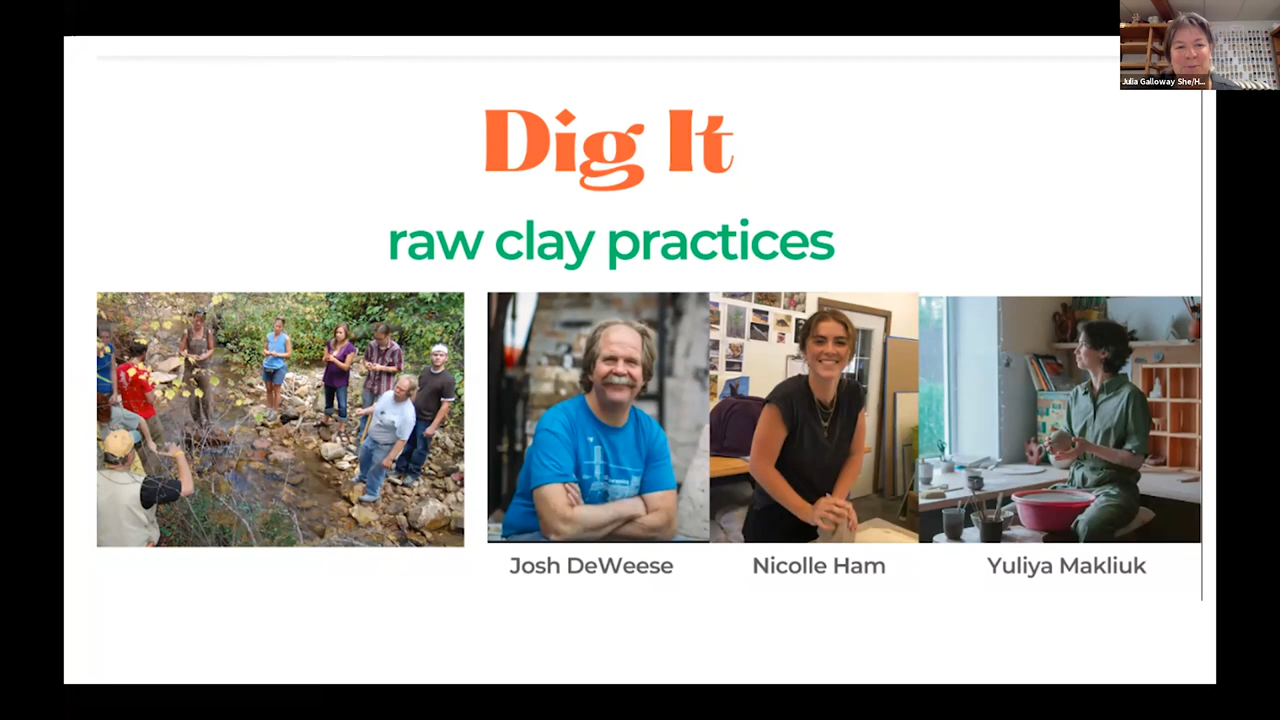 Julia Galloway She/H...
Dig It
raw clay practices
Josh DeWeese
Nicolle Ham
Yuliya Makliuk